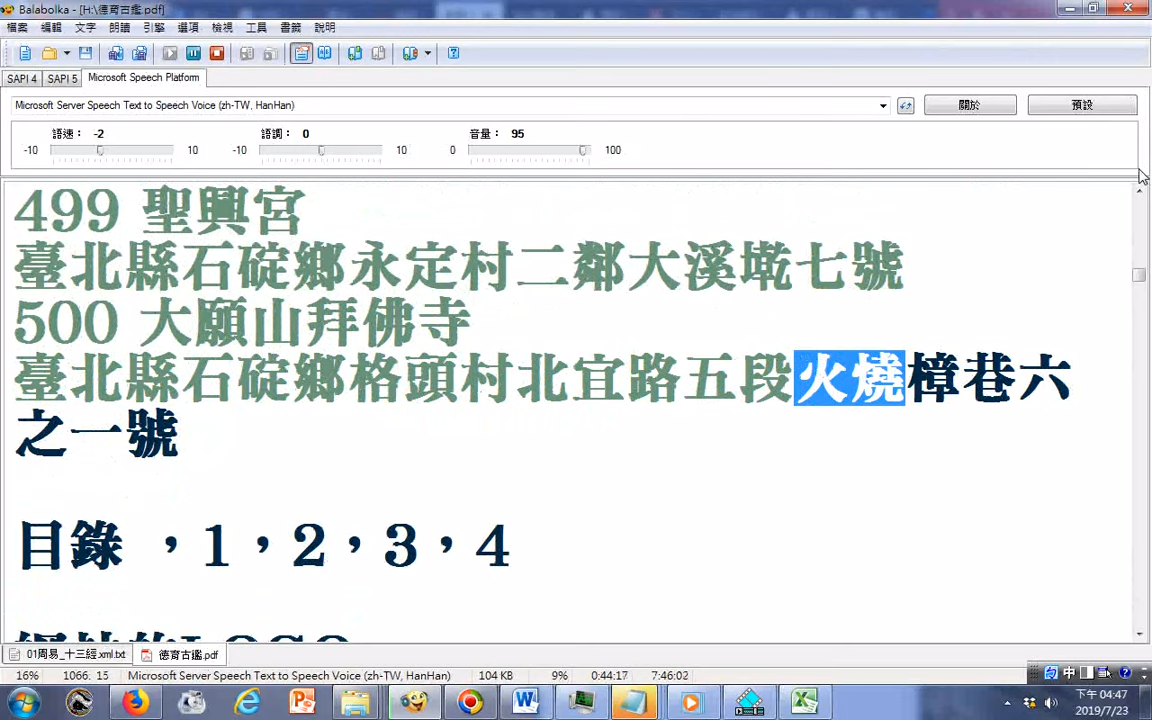 Balabolka - [H:\德育古鑑.pdf]
檔案 編輯 文字 朗讀 引擎 選項 檢視 工具 書籤 說明
SAPI 4 SAPI 5 Microsoft Speech Platform
Microsoft Server Speech Text to Speech Voice (zh-TW, HanHan) 關於 預設
語速： -2 語調： 0 音量： 95
-10 10 -10 10 0 100
499 聖興宮
臺北縣石碇鄉永定村二鄰大溪墘七號
500 大願山拜佛寺
臺北縣石碇鄉格頭村北宜路五段火燒樟巷六
之一號
目錄 ，1，2，3，4
01周易_十三經.xml.txt 德育古鑑.pdf
16% 1066. 15 Microsoft Server Speech Text to Speech Voice (zh-TW, HanHan) 104 KB 9% 0:44:17 7:46:02
中
下午 04:47
2019/7/23